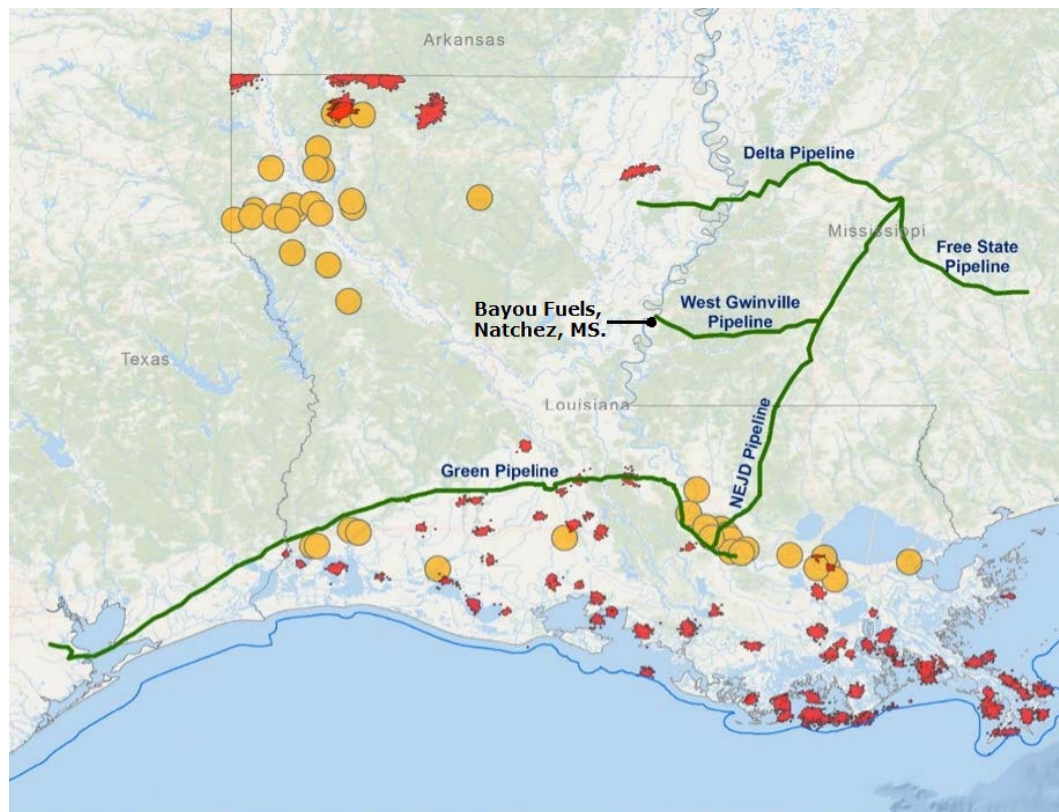 Arkansas
Delta Pipeline
Mississippi
Free State
Pipeline
Bayou Fuels,
Natchez, MS.
West Gwinville
Pipeline
Texas
Louisiana
NEJD Pipeline
Green Pipeline